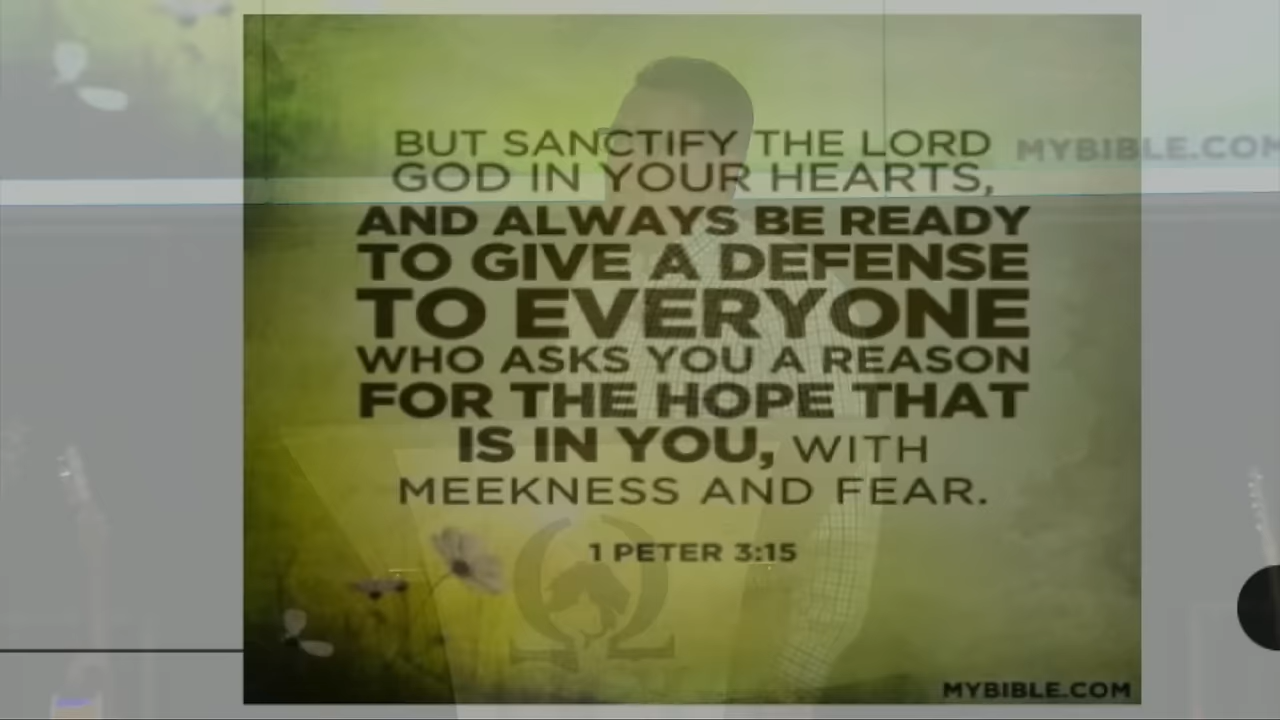 BUT SANCTIFY THE LORD
GOD IN YOUR HEARTS,
AND ALWAYS BE READY
TO GIVE A DEFENSE
TO EVERYONE
WHO ASKS YOU A REASON
FOR THE HOPE THAT
IS IN YOU, WITH
MEEKNESS AND FEAR.
1 PETER 3:15
MYBIBLE.COM
MYBIBLE.COM